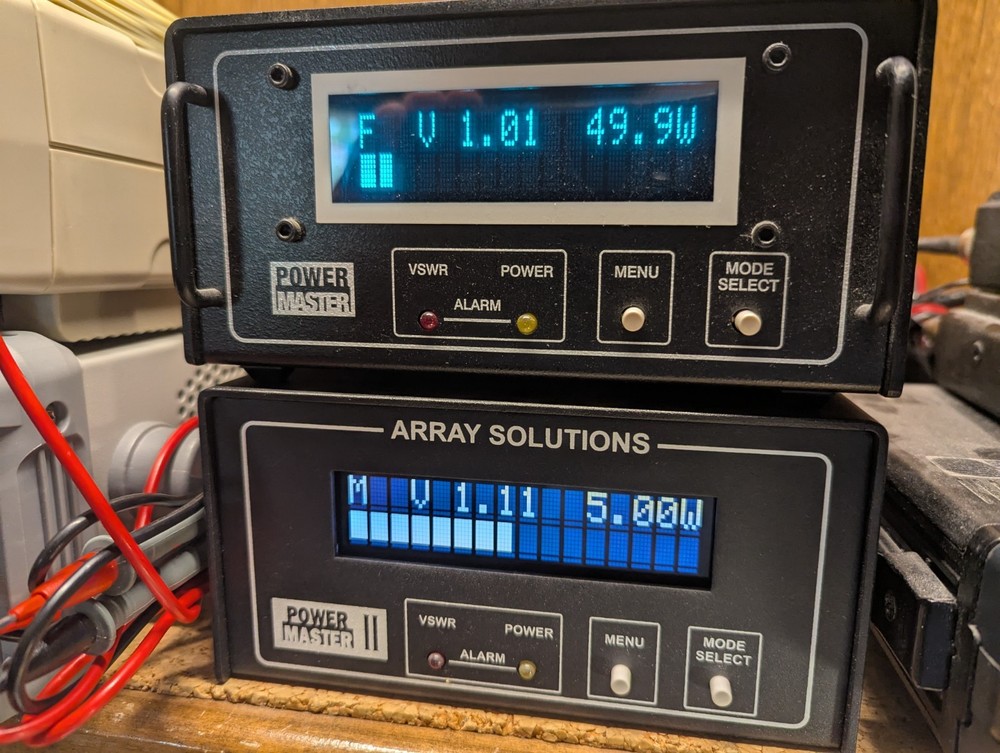 F V 1.01 49.9W
POWER MASTER
VSWR POWER
ALARM
MENU
MODE SELECT
ARRAY SOLUTIONS
M V 1.11 5.00W
POWER MASTER II
VSWR POWER
ALARM
MENU
MODE SELECT